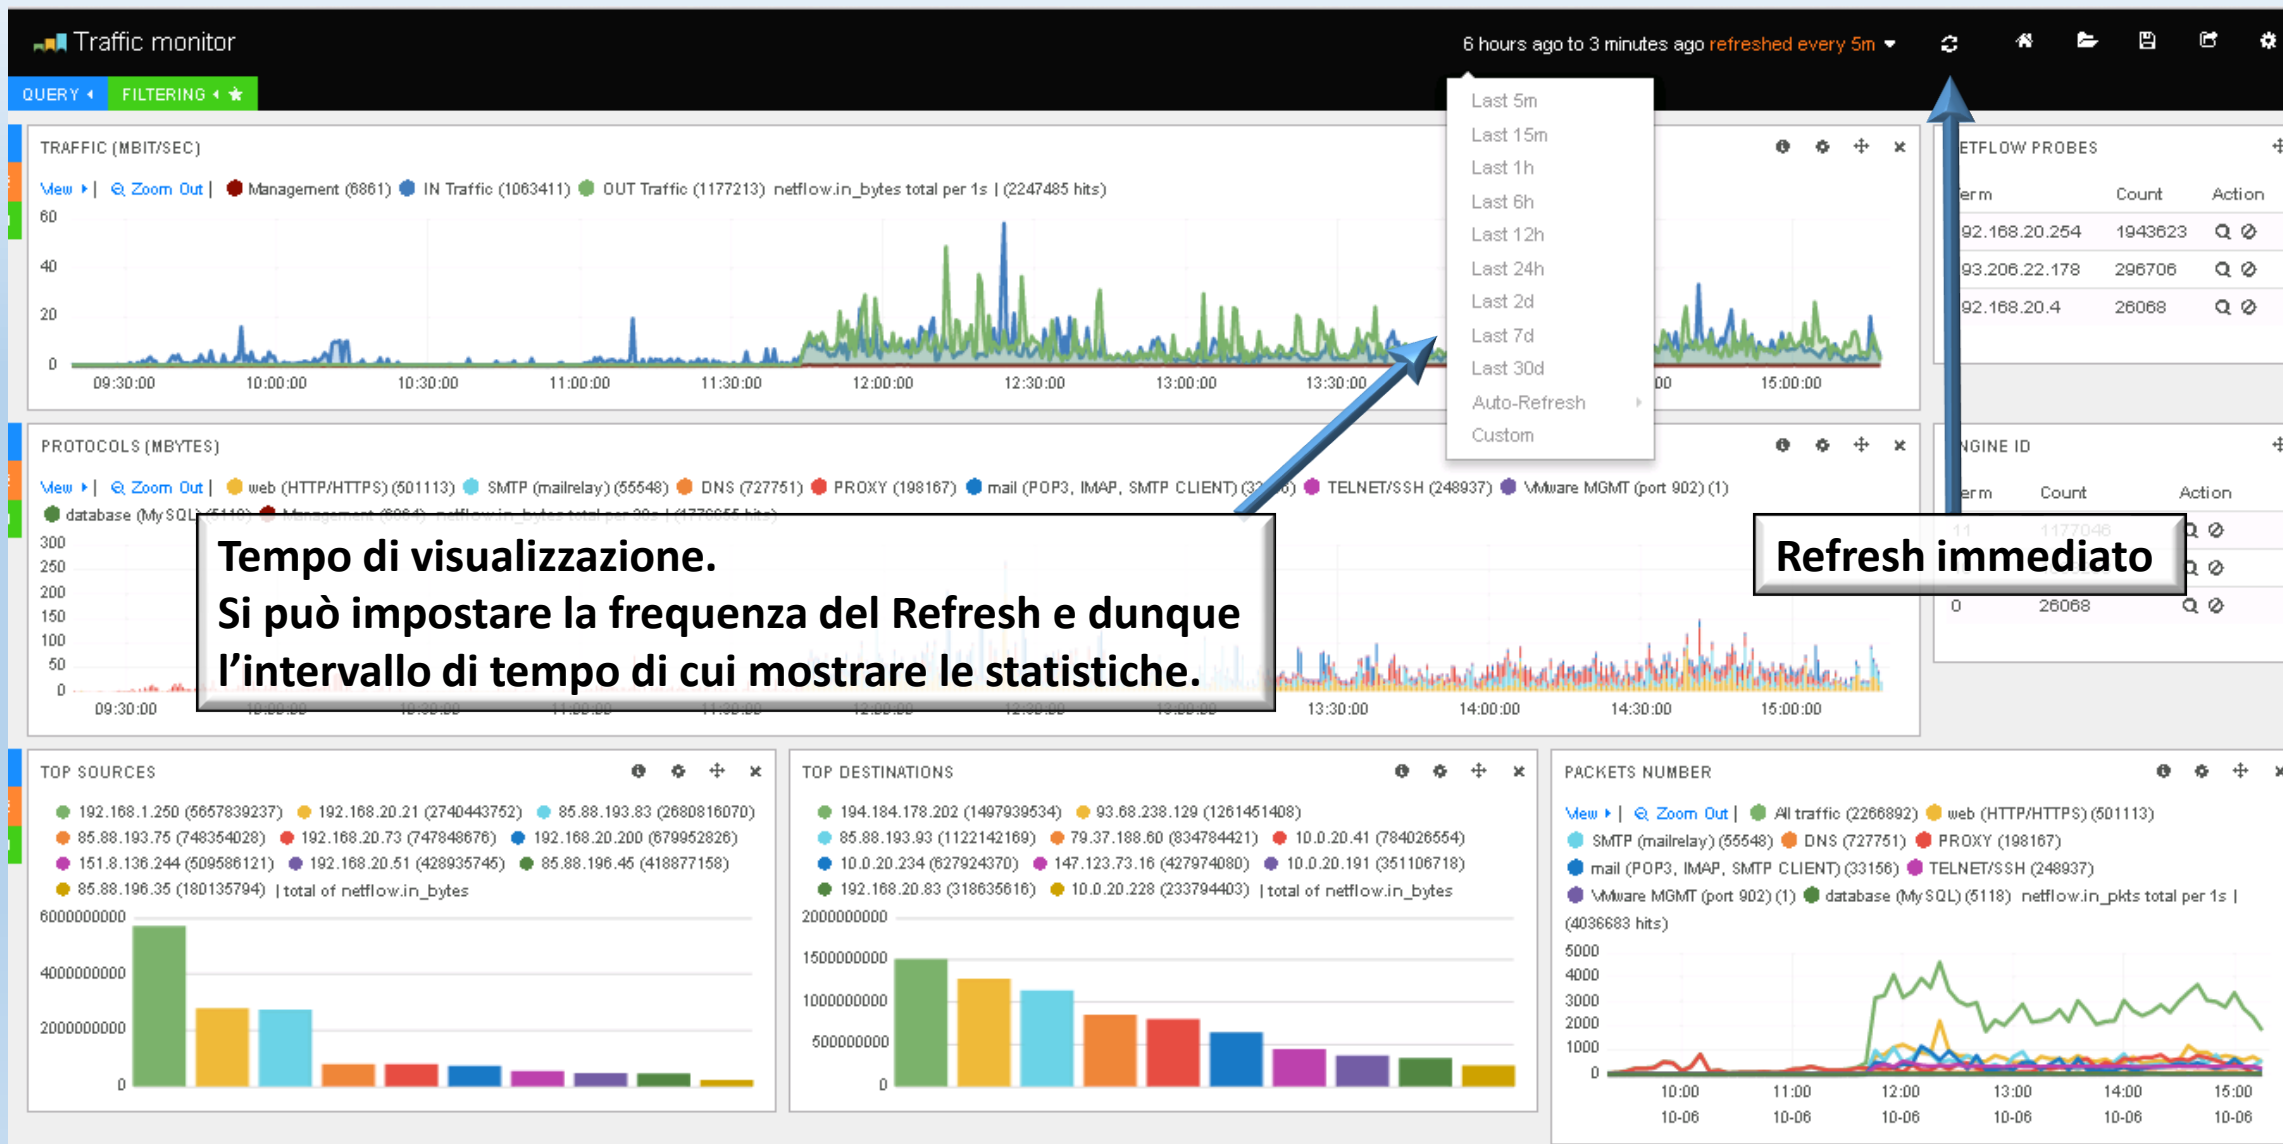 Traffic monitor
6 hours ago to 3 minutes ago refreshed every 5m
QUERY
FILTERING
Last 5m
Last 15m
Last 1h
Last 6h
Last 12h
Last 24h
Last 2d
Last 7d
Last 30d
Auto-Refresh
Custom
TRAFFIC (MBIT/SEC)
View | Zoom Out | Management (6861) IN Traffic (1063411) OUT Traffic (1177213) netflow.in_bytes total per 1s | (2247485 hits)
60
40
20
0
09:30:00 10:00:00 10:30:00 11:00:00 11:30:00 12:00:00 12:30:00 13:00:00 13:30:00 15:00:00
ETFLOW PROBES
erm Count Action
92.168.20.254 1943623
93.206.22.178 296706
92.168.20.4 26068
PROTOCOLS (MBYTES)
View | Zoom Out | web (HTTP/HTTPS) (501113) SMTP (mailrelay) (55548) DNS (727751) PROXY (198167) mail (POP3, IMAP, SMTP CLIENT) TELNET/SSH (248937) VMware MGMT (port 902) (1)
database (MySQL)
300
250
200
150
100
50
0
09:30:00 13:30:00 14:00:00 14:30:00 15:00:00
Tempo di visualizzazione.
Si può impostare la frequenza del Refresh e dunque
l’intervallo di tempo di cui mostrare le statistiche.
Refresh immediato
NGINE ID
erm Count Action
11 1177046
0 26068
TOP SOURCES
192.168.1.250 (5657839237) 192.168.20.21 (2740443752) 85.88.193.83 (2680816070)
85.88.193.75 (748354028) 192.168.20.73 (747848676) 192.168.20.200 (679952826)
151.8.136.244 (509586121) 192.168.20.51 (428935745) 85.88.196.45 (418877158)
85.88.196.35 (180135794) | total of netflow.in_bytes
6000000000
4000000000
2000000000
0
TOP DESTINATIONS
194.184.178.202 (1497939534) 93.68.238.129 (1261451408)
85.88.193.93 (1122142169) 79.37.188.60 (834784421) 10.0.20.41 (784026554)
10.0.20.234 (627924370) 147.123.73.16 (427974080) 10.0.20.191 (351106718)
192.168.20.83 (318635616) 10.0.20.228 (233794403) | total of netflow.in_bytes
2000000000
1500000000
1000000000
500000000
0
PACKETS NUMBER
View | Zoom Out | All traffic (2266892) web (HTTP/HTTPS) (501113)
SMTP (mailrelay) (55548) DNS (727751) PROXY (198167)
mail (POP3, IMAP, SMTP CLIENT) (33156) TELNET/SSH (248937)
VMware MGMT (port 902) (1) database (MySQL) (5118) netflow.in_pkts total per 1s |
(4036683 hits)
5000
4000
3000
2000
1000
0
10:00 11:00 12:00 13:00 14:00 15:00
10-06 10-06 10-06 10-06 10-06 10-06